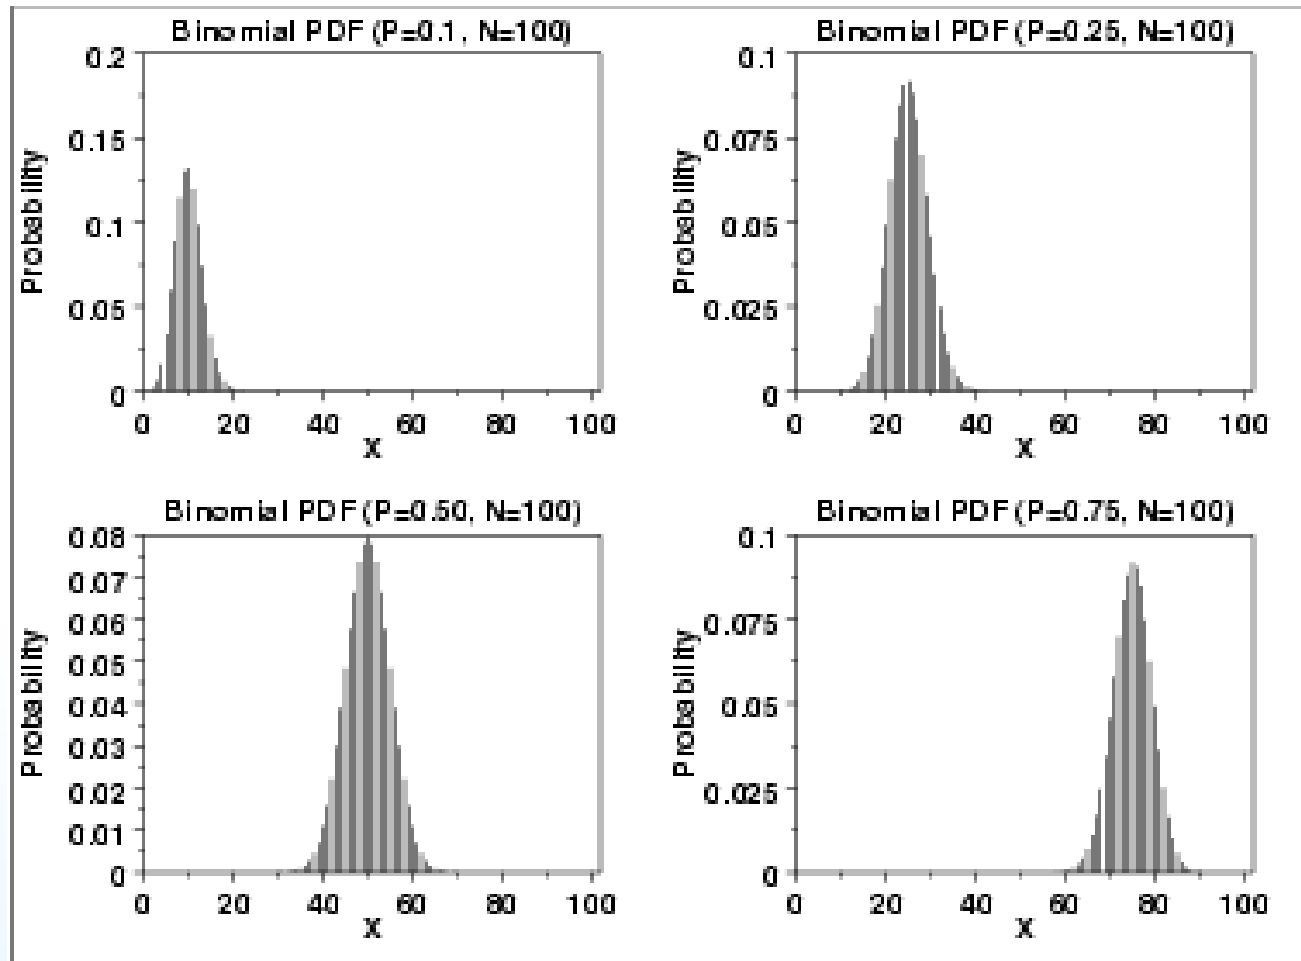 Binomial PDF (P=0.1, N=100)
0.2
0.15
0.1
0.05
0
Probability
0 20 40 60 80 100
X
Binomial PDF (P=0.25, N=100)
0.1
0.075
0.05
0.025
0
Probability
0 20 40 60 80 100
X
Binomial PDF (P=0.50, N=100)
0.08
0.07
0.06
0.05
0.04
0.03
0.02
0.01
0
Probability
0 20 40 60 80 100
X
Binomial PDF (P=0.75, N=100)
0.1
0.075
0.05
0.025
0
Probability
0 20 40 60 80 100
X